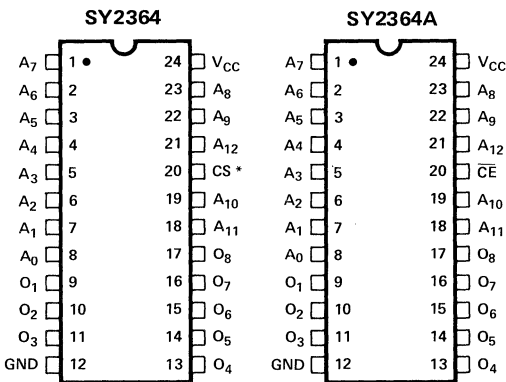 SY2364 SY2364A
A7 1 24 VCC A7 1 24 VCC
A6 2 23 A8 A6 2 23 A8
A5 3 22 A9 A5 3 22 A9
A4 4 21 A12 A4 4 21 A12
A3 5 20 CS * A3 5 20 C̅E̅
A2 6 19 A10 A2 6 19 A10
A1 7 18 A11 A1 7 18 A11
A0 8 17 O8 A0 8 17 O8
O1 9 16 O7 O1 9 16 O7
O2 10 15 O6 O2 10 15 O6
O3 11 14 O5 O3 11 14 O5
GND 12 13 O4 GND 12 13 O4